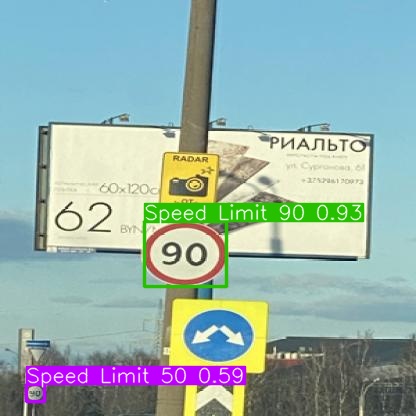 РИАЛЬТО
ул. Сурганова, 61
+375296170973
60x120с
62
BYN/
RADAR
Speed Limit 90 0.93
90
Speed Limit 50 0.59
90